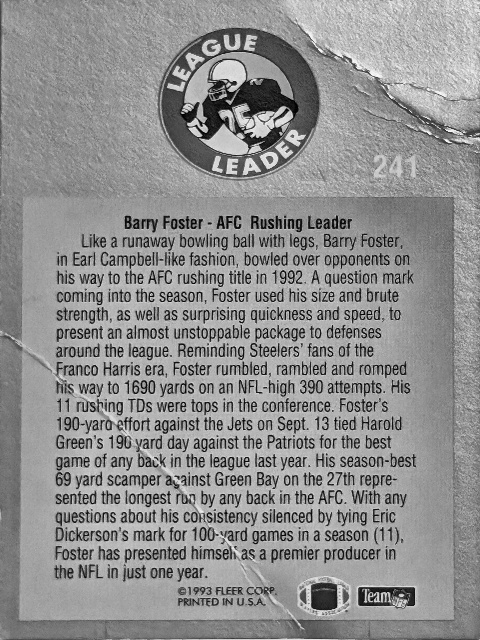 LEAGUE
25
LEADER
241
Barry Foster - AFC Rushing Leader
Like a runaway bowling ball with legs, Barry Foster,
in Earl Campbell-like fashion, bowled over opponents on
his way to the AFC rushing title in 1992. A question mark
coming into the season, Foster used his size and brute
strength, as well as surprising quickness and speed, to
present an almost unstoppable package to defenses
around the league. Reminding Steelers' fans of the
Franco Harris era, Foster rumbled, rambled and romped
his way to 1690 yards on an NFL-high 390 attempts. His
11 rushing TDs were tops in the conference. Foster's
190-yard effort against the Jets on Sept. 13 tied Harold
Green's 190 yard day against the Patriots for the best
game of any back in the league last year. His season-best
69 yard scamper against Green Bay on the 27th repre-
sented the longest run by any back in the AFC. With any
questions about his consistency silenced by tying Eric
Dickerson's mark for 100-yard games in a season (11),
Foster has presented himself as a premier producer in
the NFL in just one year.
©1993 FLEER CORP.
PRINTED IN U.S.A.
Team